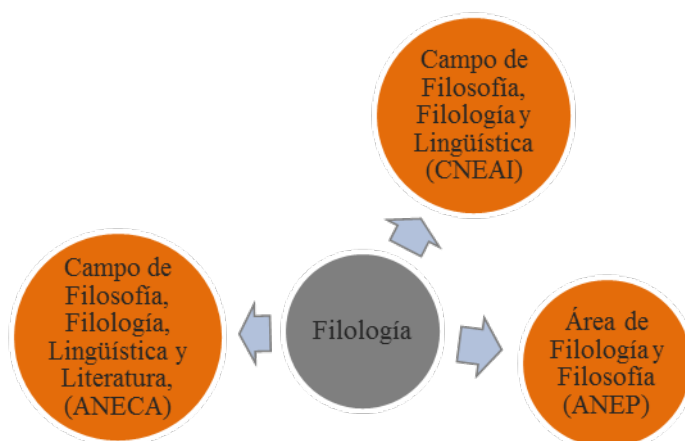 Campo de
Filosofía,
Filología y
Lingüística
(CNEAI)
Campo de
Filosofía,
Filología,
Lingüística y
Literatura,
(ANECA)
Filología
Área de
Filología y
Filosofía
(ANEP)